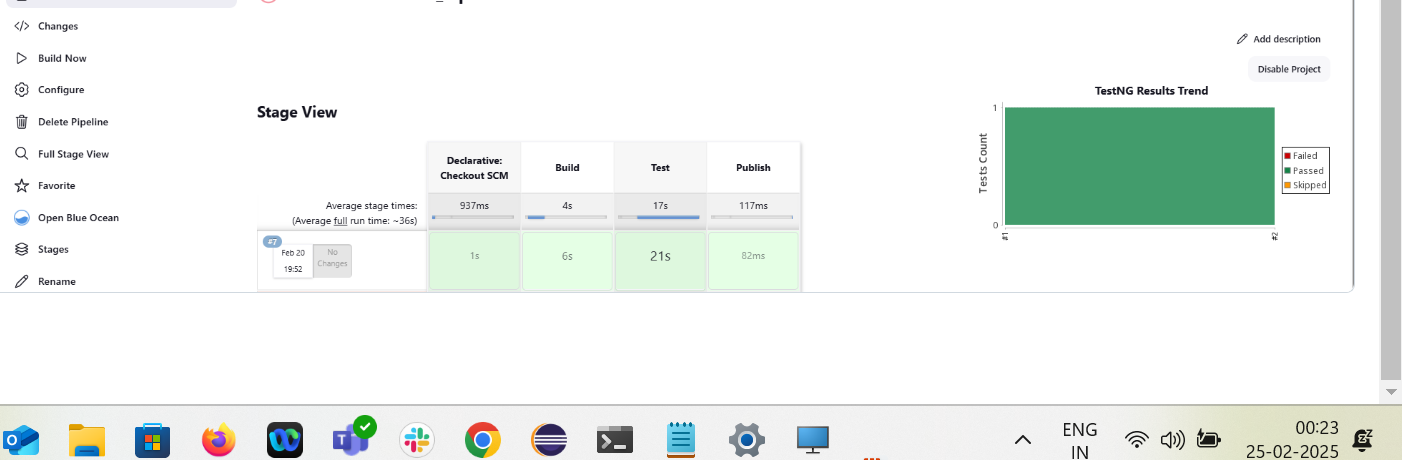 Changes
Build Now
Configure
Delete Pipeline
Full Stage View
Favorite
Open Blue Ocean
Stages
Rename
Add description
Disable Project
Stage View
Declarative:
Checkout SCM
Build
Test
Publish
Average stage times:
(Average full run time: ~36s)
937ms
4s
17s
117ms
#7
Feb 20
19:52
No
Changes
1s
6s
21s
82ms
TestNG Results Trend
Tests Count
1
0
#1
#2
Failed
Passed
Skipped
ENG
IN
00:23
25-02-2025